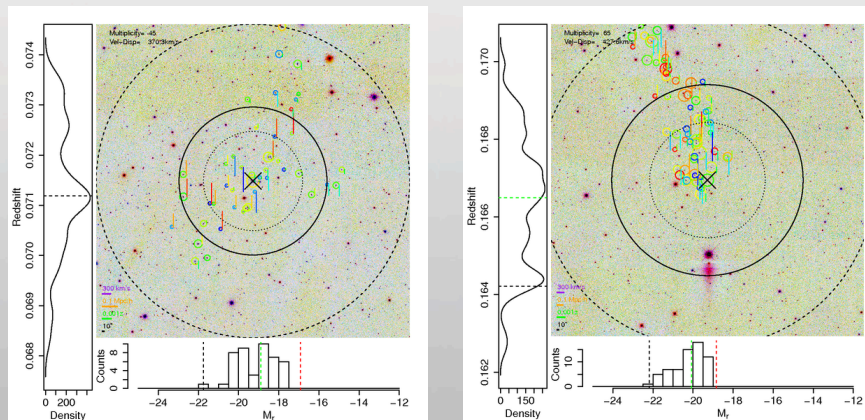 Multiplicity= 45
Vel-Disp= 370.3km/s
Redshift
0.074
0.073
0.072
0.071
0.070
0.069
0.068
0 200
Density
300 km/s
10"
Counts
0 4 8
-24 -22 -20 -18 -16 -14 -12
Mr
Multiplicity= 65
Redshift
0.170
0.168
0.166
0.164
0.162
0 150
Density
300 km/s
10"
Counts
0 10
-24 -22 -20 -18 -16 -14 -12
Mr